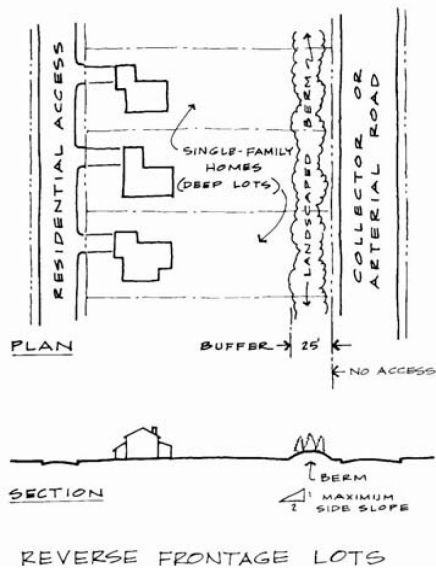 RESIDENTIAL ACCESS
SINGLE-FAMILY
HOMES
(DEEP LOTS)
LANDSCAPED BERM
COLLECTOR OR
ARTERIAL ROAD
PLAN
BUFFER 25'
NO ACCESS
BERM
1
2
MAXIMUM
SIDE SLOPE
SECTION
REVERSE FRONTAGE LOTS